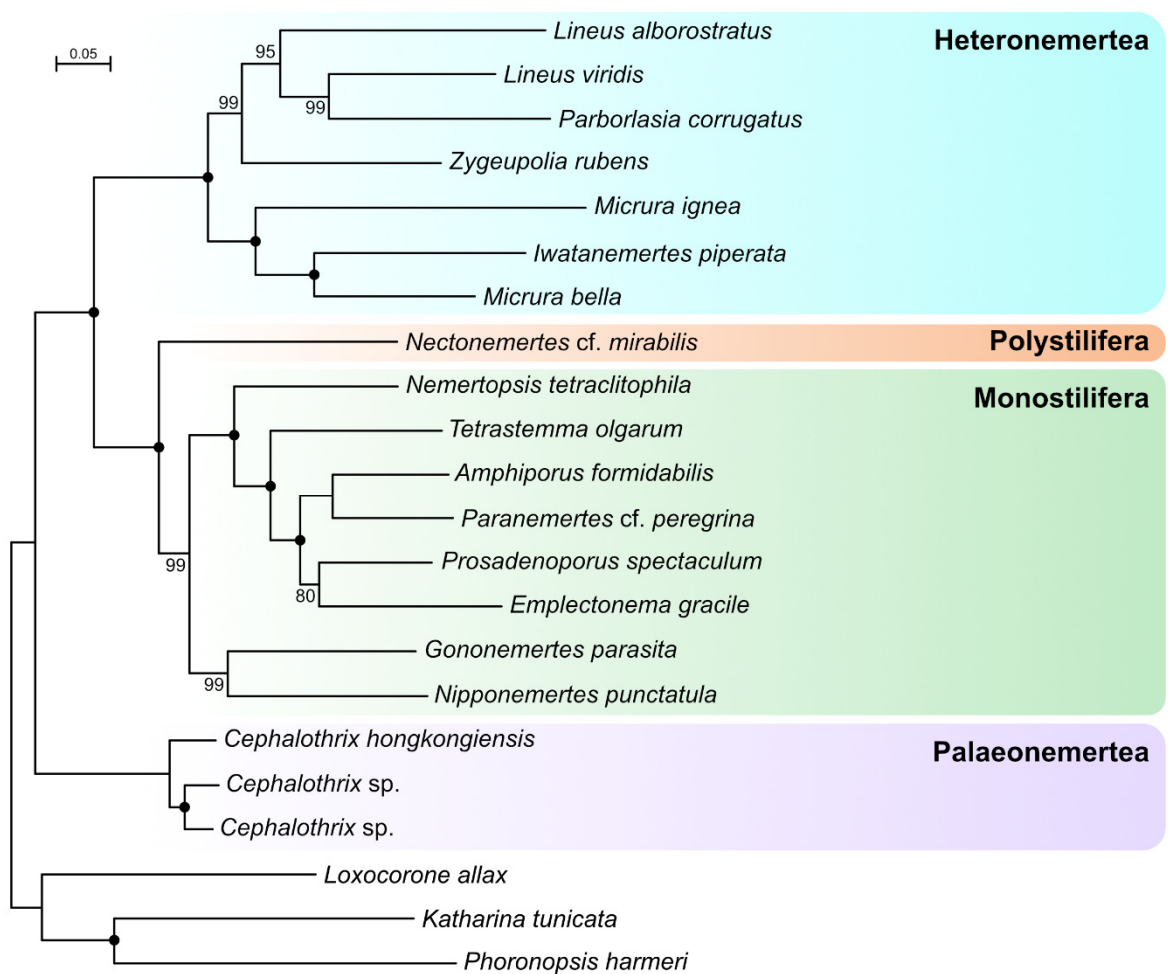 0.05
Lineus alborostratus
Heteronemertea
95
Lineus viridis
99
99
Parborlasia corrugatus
Zygeupolia rubens
Micrura ignea
Iwatanemertes piperata
Micrura bella
Nectonemertes cf. mirabilis
Polystilifera
Nemertopsis tetraclitophila
Monostilifera
Tetrastemma olgarum
Amphiporus formidabilis
Paranemertes cf. peregrina
99
Prosadenoporus spectaculum
80
Emplectonema gracile
Gononemertes parasita
99
Nipponemertes punctatula
Cephalothrix hongkongiensis
Palaeonemertea
Cephalothrix sp.
Cephalothrix sp.
Loxocorone allax
Katharina tunicata
Phoronopsis harmeri